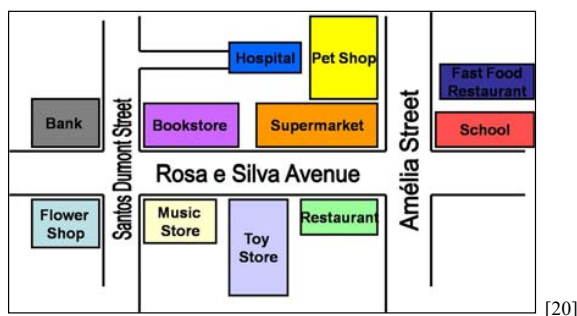 Hospital
Pet Shop
Fast Food
Restaurant
Bank
Santos Dumont Street
Bookstore
Supermarket
Amélia Street
School
Rosa e Silva Avenue
Flower
Shop
Music
Store
Toy
Store
Restaurant
[20]